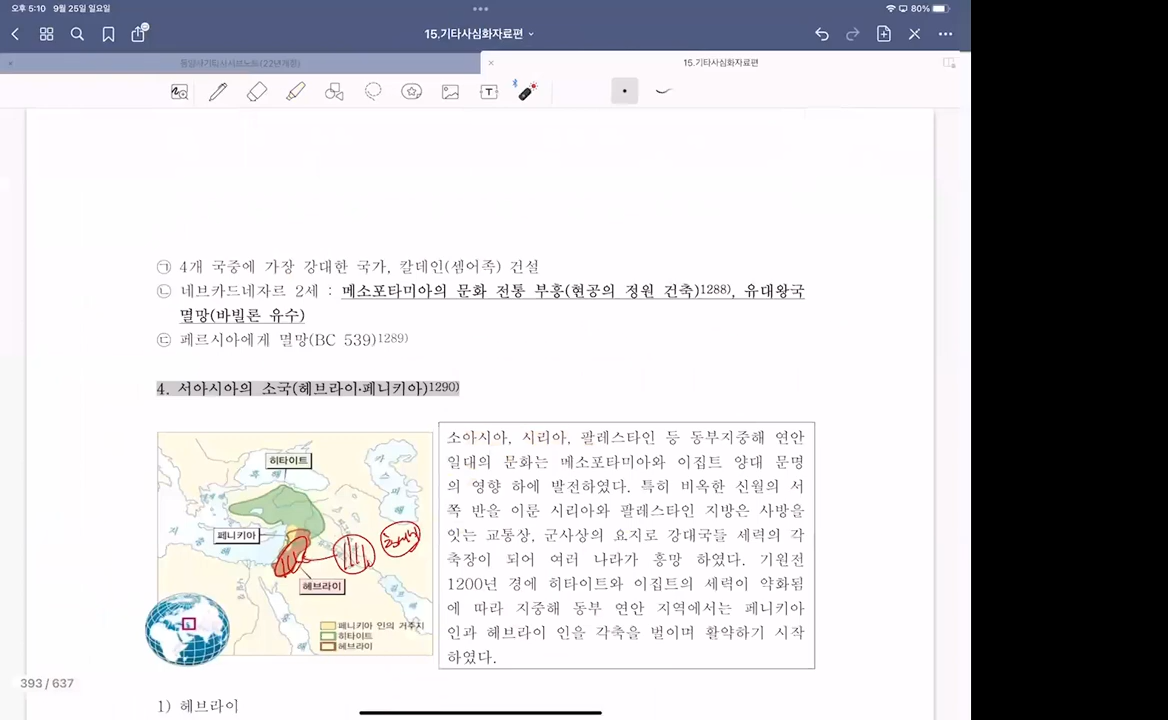 오후 5:10 9월 25일 일요일
80%
15.기타사심화자료편
15.기타사심화자료편
㉠ 4개 국중에 가장 강대한 국가, 칼데인(셈어족) 건설
㉡ 네브카드네자르 2세 : 메소포타미아의 문화 전통 부흥(현공의 정원 건축)1288), 유대왕국
멸망(바빌론 유수)
㉢ 페르시아에게 멸망(BC 539)1289)
4. 서아시아의 소국(헤브라이·페니키아)1290)
히타이트
흑해
카스피해
페니키아
지중해
헤브라이
페니키아 인의 거주지
히타이트
헤브라이
소아시아, 시리아, 팔레스타인 등 동부지중해 연안
일대의 문화는 메소포타미아와 이집트 양대 문명
의 영향 하에 발전하였다. 특히 비옥한 신월의 서
쪽 반을 이룬 시리아와 팔레스타인 지방은 사방을
잇는 교통상, 군사상의 요지로 강대국들 세력의 각
축장이 되어 여러 나라가 흥망 하였다. 기원전
1200년 경에 히타이트와 이집트의 세력이 약화됨
에 따라 지중해 동부 연안 지역에서는 페니키아
인과 헤브라이 인을 각축을 벌이며 활약하기 시작
하였다.
393 / 637
1) 헤브라이